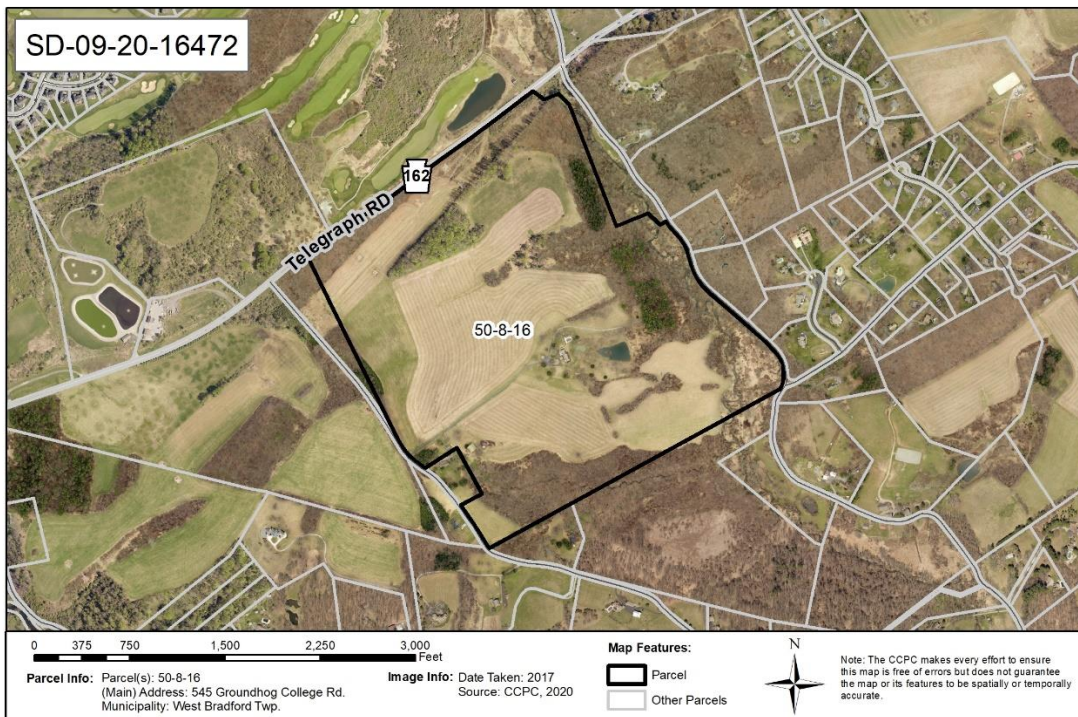 SD-09-20-16472
162
Telegraph RD
50-8-16
0 375 750 1,500 2,250 3,000
Feet
Parcel Info: Parcel(s): 50-8-16
(Main) Address: 545 Groundhog College Rd.
Municipality: West Bradford Twp.
Image Info: Date Taken: 2017
Source: CCPC, 2020
Map Features:
Parcel
Other Parcels
N
Note: The CCPC makes every effort to ensure
this map is free of errors but does not guarantee
the map or its features to be spatially or temporally
accurate.